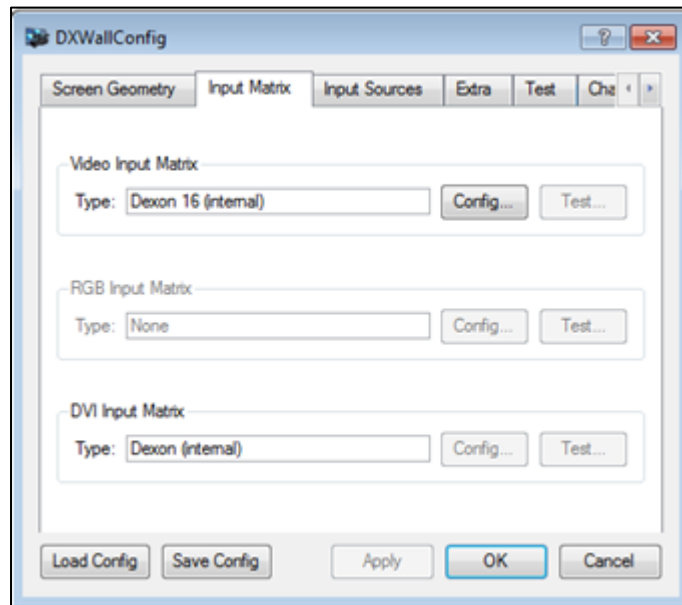 DXWallConfig
Screen Geometry Input Matrix Input Sources Extra Test Cha
Video Input Matrix
Type: Dexon 16 (internal) Config... Test...
RGB Input Matrix
Type: None Config... Test...
DVI Input Matrix
Type: Dexon (internal) Config... Test...
Load Config Save Config Apply OK Cancel